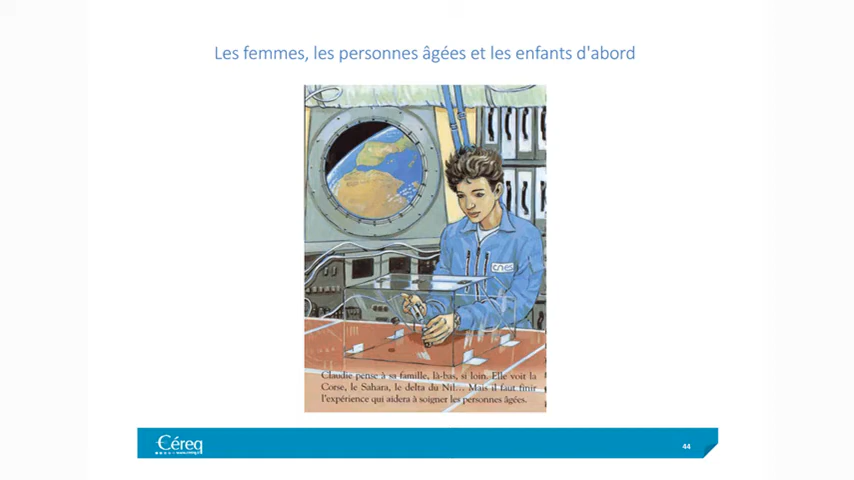 Les femmes, les personnes âgées et les enfants d'abord
cnes
Claudie pense à sa famille, là-bas, si loin. Elle voit la
Corse, le Sahara, le delta du Nil... Mais il faut finir
l'expérience qui aidera à soigner les personnes âgées.
Céreq
44